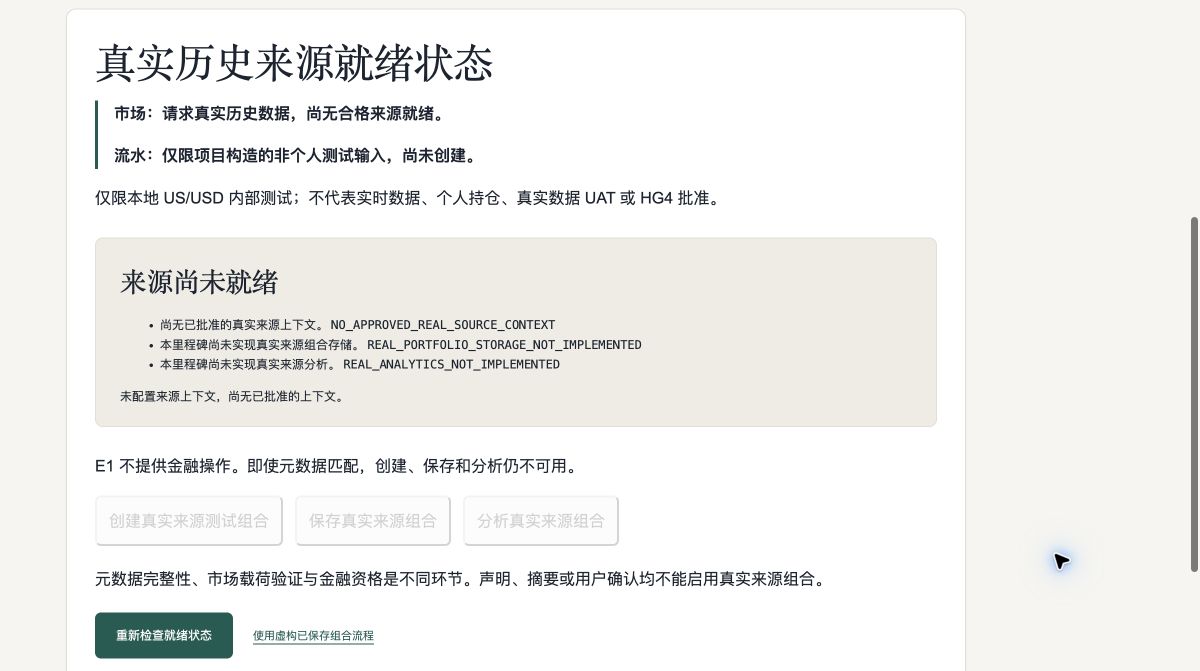 真实历史来源就绪状态
市场：请求真实历史数据，尚无合格来源就绪。
流水：仅限项目构造的非个人测试输入，尚未创建。
仅限本地 US/USD 内部测试；不代表实时数据、个人持仓、真实数据 UAT 或 HG4 批准。
来源尚未就绪
• 尚无已批准的真实来源上下文。 NO_APPROVED_REAL_SOURCE_CONTEXT
• 本里程碑尚未实现真实来源组合存储。 REAL_PORTFOLIO_STORAGE_NOT_IMPLEMENTED
• 本里程碑尚未实现真实来源分析。 REAL_ANALYTICS_NOT_IMPLEMENTED
未配置来源上下文，尚无已批准的上下文。
E1 不提供金融操作。即使元数据匹配，创建、保存和分析仍不可用。
创建真实来源测试组合 保存真实来源组合 分析真实来源组合
元数据完整性、市场载荷验证与金融资格是不同环节。声明、摘要或用户确认均不能启用真实来源组合。
重新检查就绪状态 使用虚构已保存组合流程